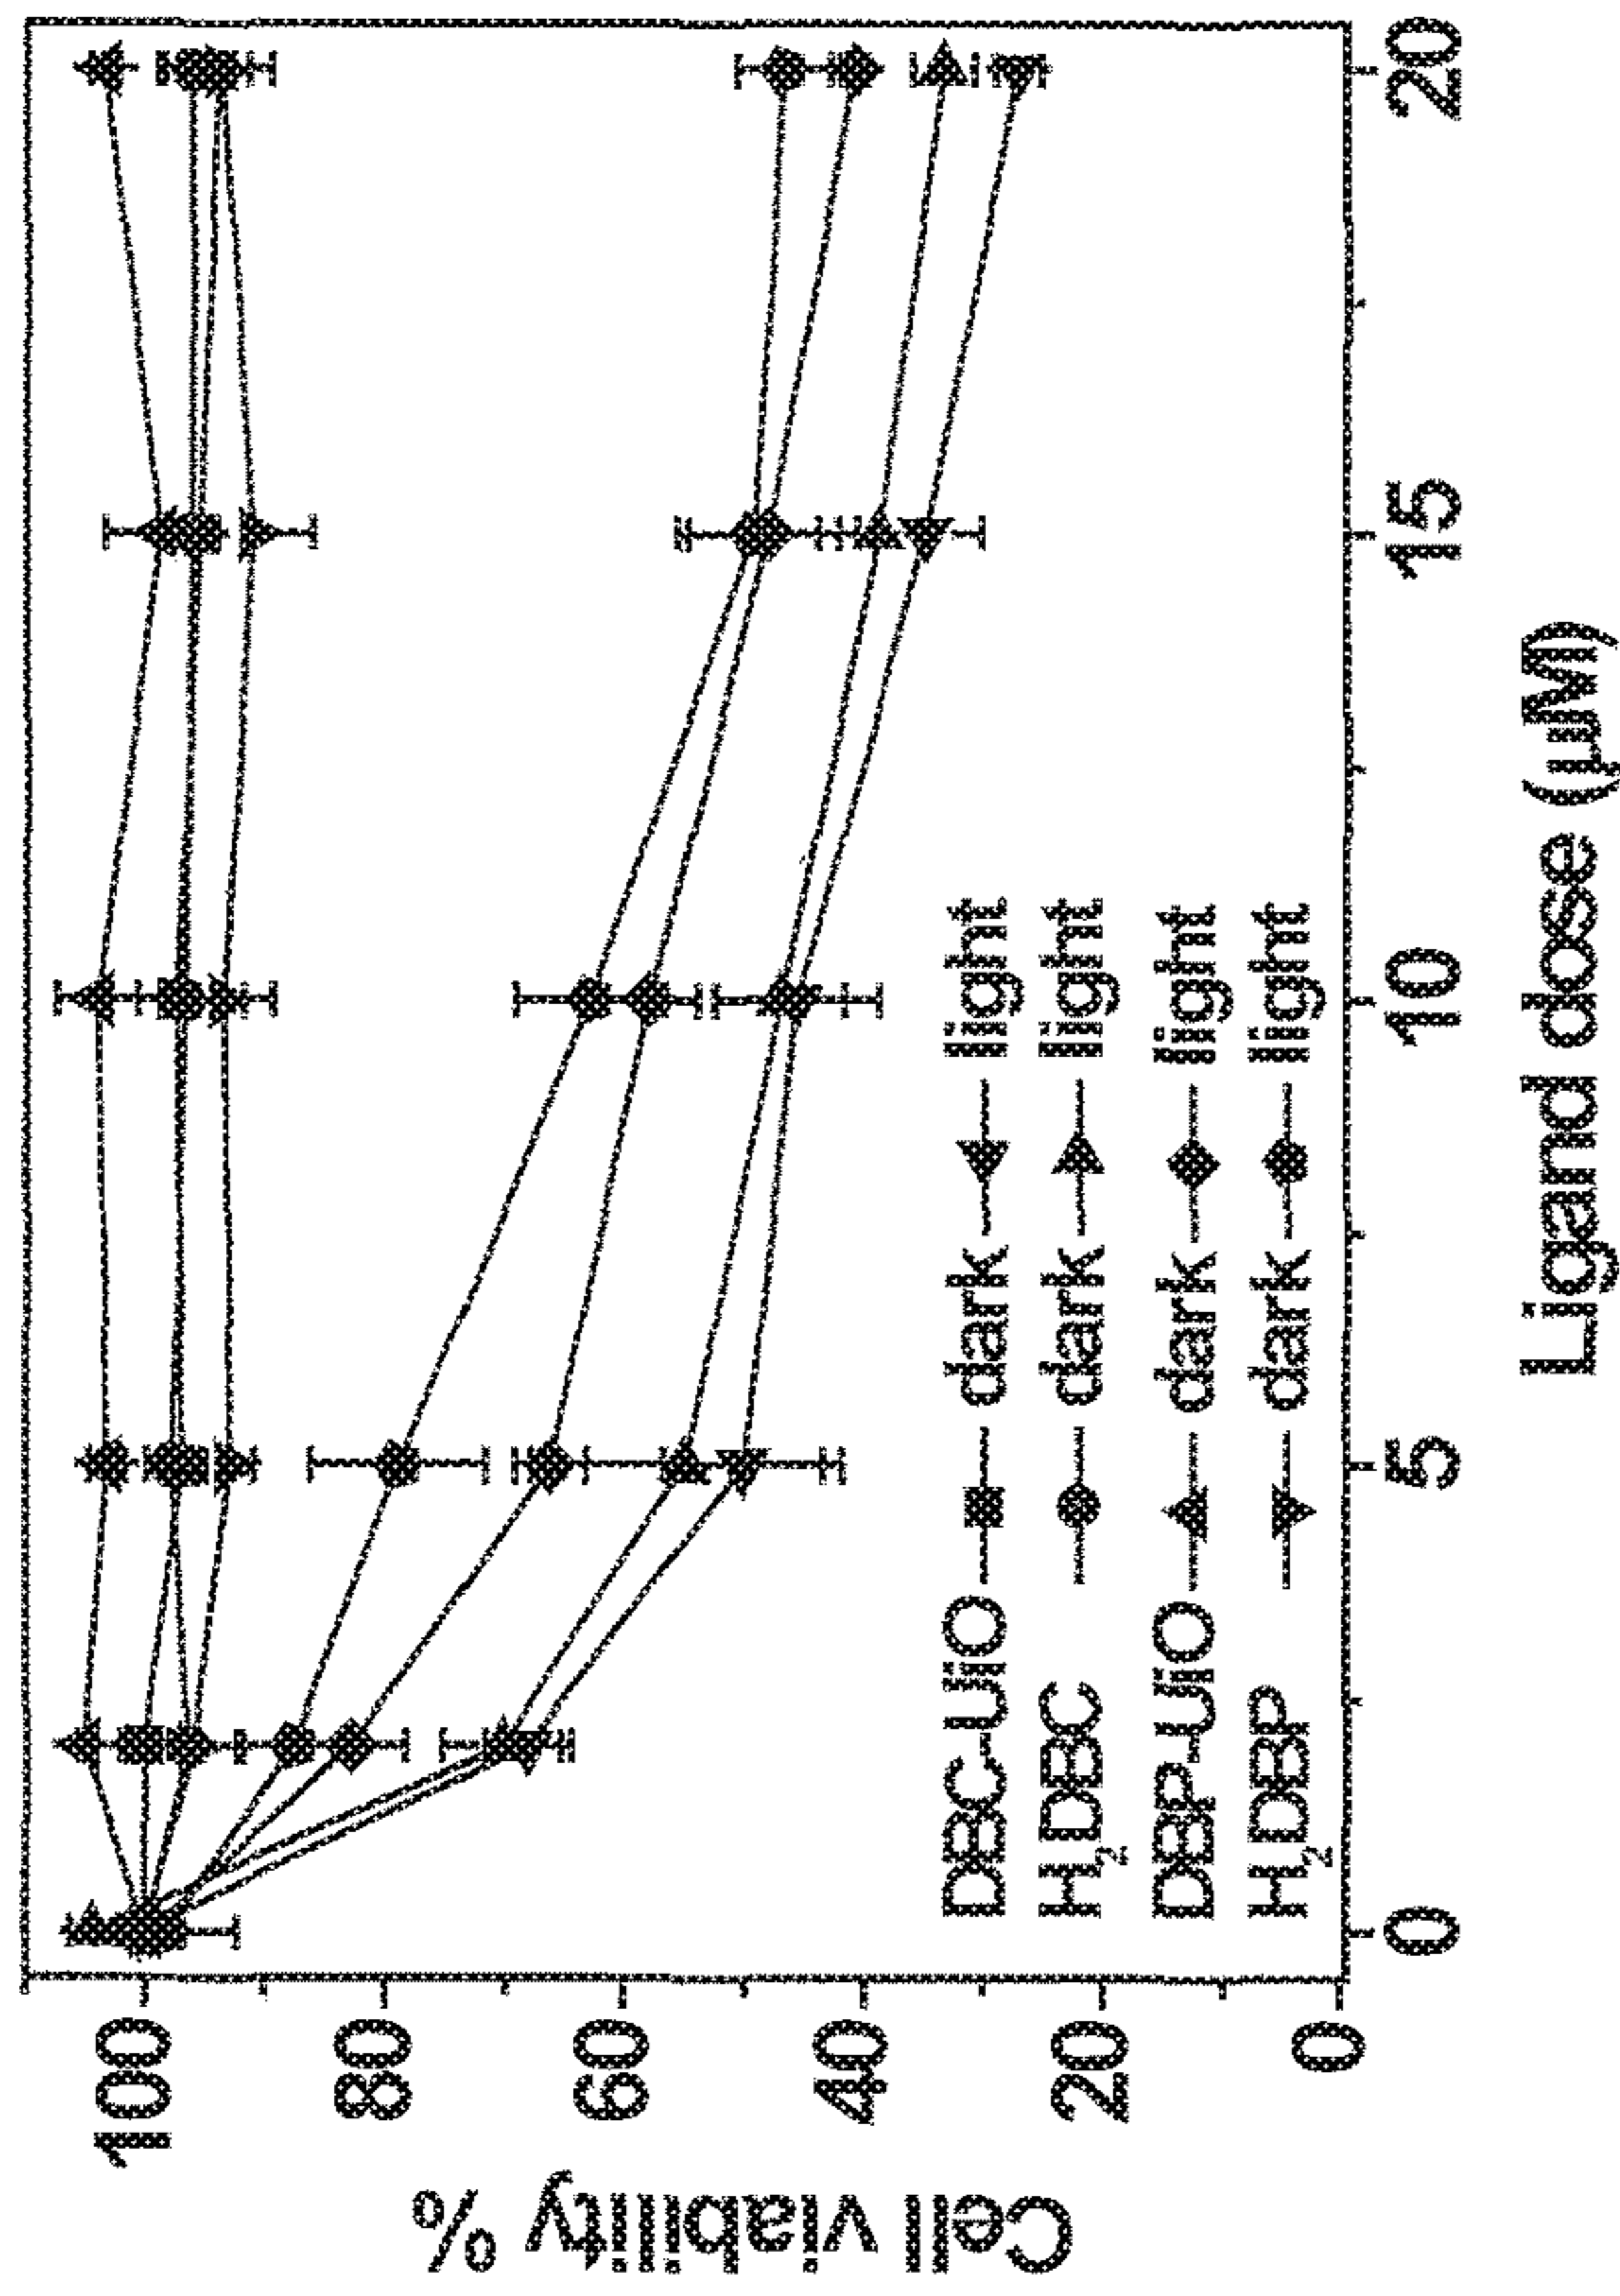 Cell viability %
100
80
60
40
20
0
DBC-UiO dark light
H₂DBC dark light
DBP-UiO dark light
H₂DBP dark light
0 5 10 15 20
Ligand dose (µM)